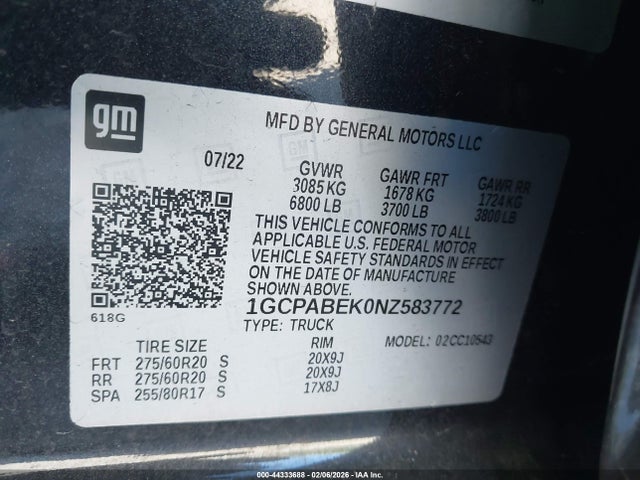 gm
MFD BY GENERAL MOTORS LLC
07/22
GVWR GAWR FRT GAWR RR
3085 KG 1678 KG 1724 KG
6800 LB 3700 LB 3800 LB
THIS VEHICLE CONFORMS TO ALL
APPLICABLE U.S. FEDERAL MOTOR
VEHICLE SAFETY STANDARDS IN EFFECT
ON THE DATE OF MANUFACTURE
SHOWN ABOVE.
618G
1GCPABEK0NZ583772
TYPE: TRUCK MODEL: 02CC10543
TIRE SIZE RIM
FRT 275/60R20 S 20X9J
RR 275/60R20 S 20X9J
SPA 255/80R17 S 17X8J
000-44333688 - 02/06/2026 - IAA Inc.